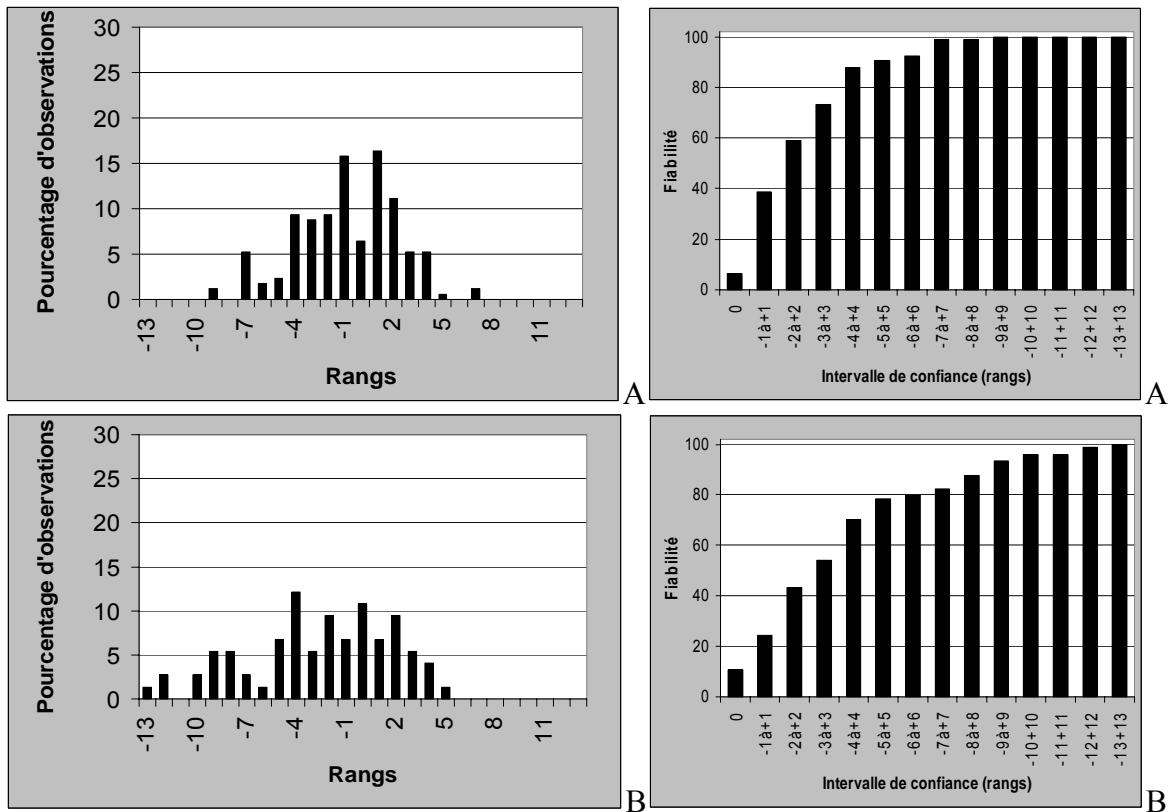 Pourcentage d'observations
30
25
20
15
10
5
0
-13
-10
-7
-4
-1
2
5
8
11
Rangs
A
Fiabilité
100
80
60
40
20
0
0
-1à+1
-2à+2
-3à+3
-4à+4
-5à+5
-6à+6
-7à+7
-8à+8
-9à+9
-10+10
-11+11
-12+12
-13+13
Intervalle de confiance (rangs)
A
Pourcentage d'observations
30
25
20
15
10
5
0
-13
-10
-7
-4
-1
2
5
8
11
Rangs
B
Fiabilité
100
80
60
40
20
0
0
-1à+1
-2à+2
-3à+3
-4à+4
-5à+5
-6à+6
-7à+7
-8à+8
-9à+9
-10+10
-11+11
-12+12
-13+13
Intervalle de confiance (rangs)
B